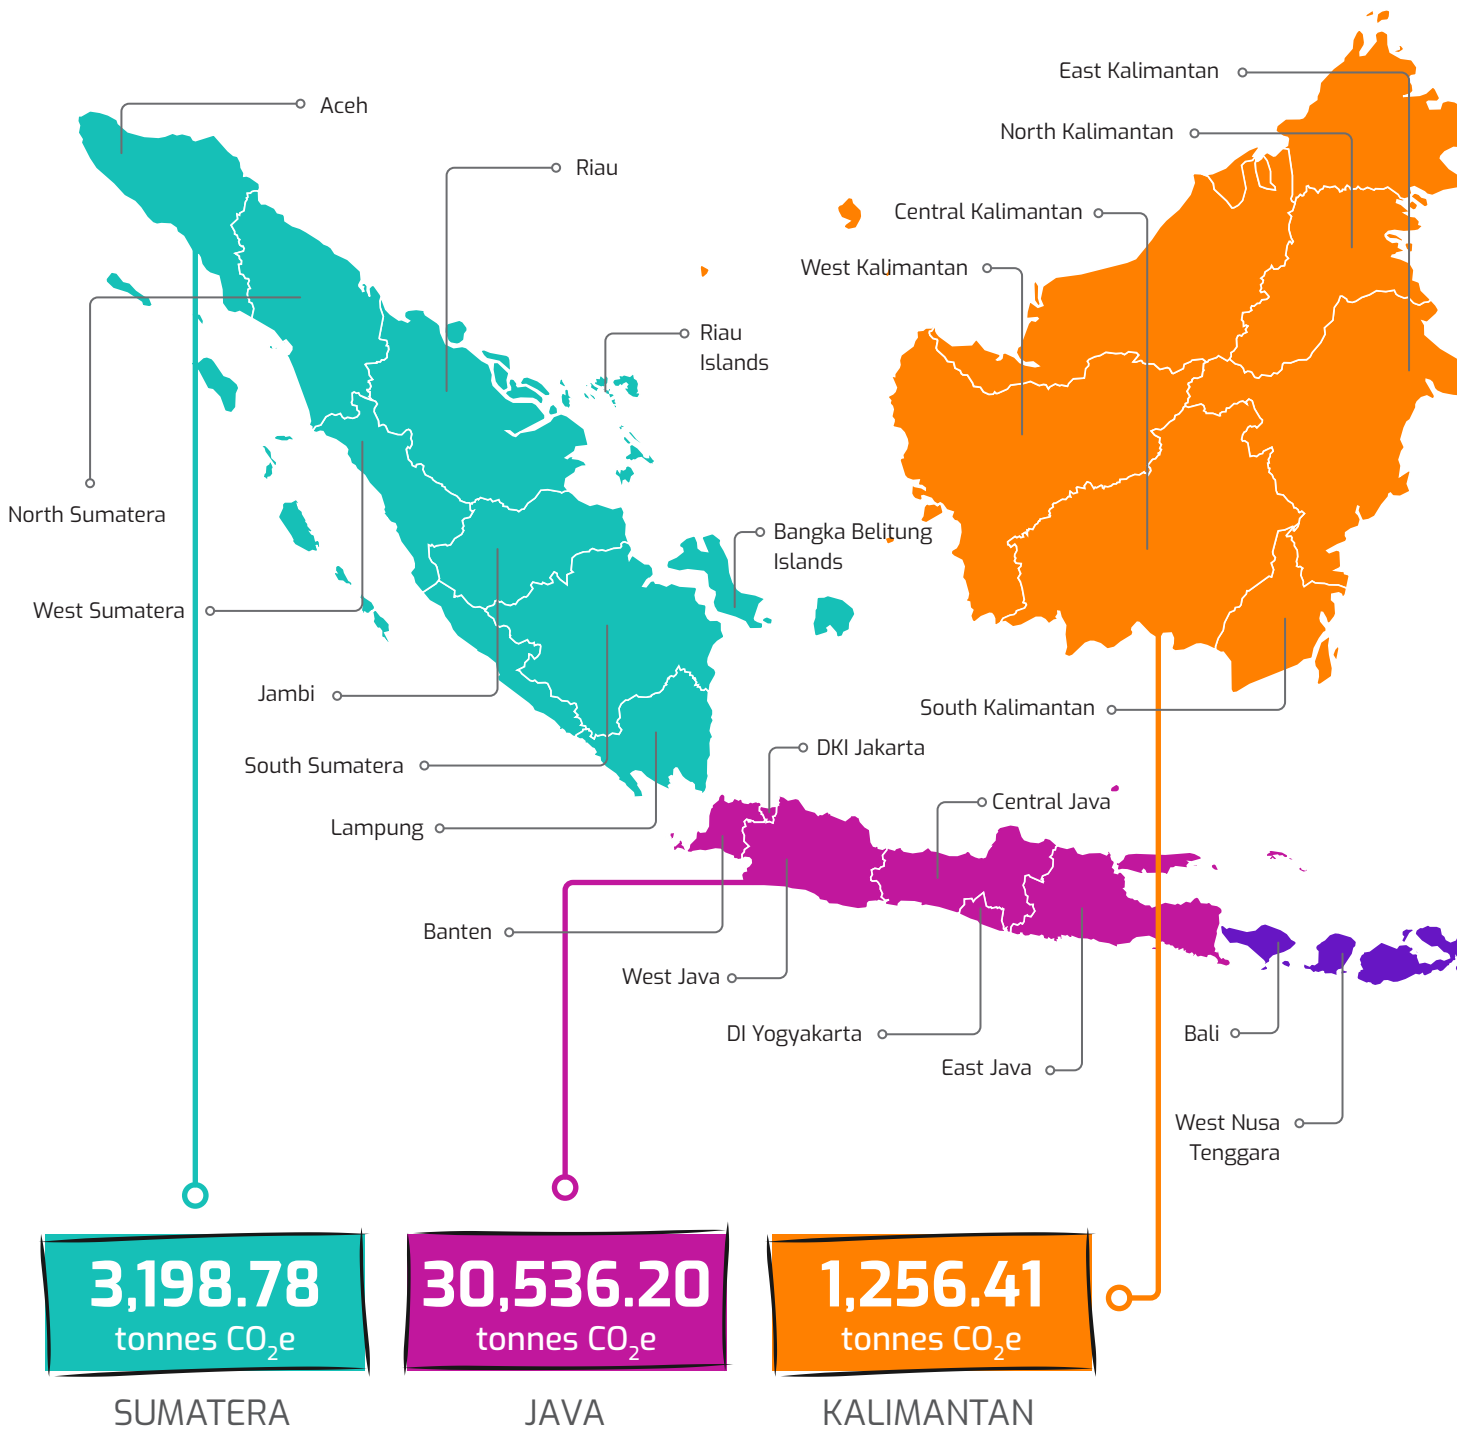 East Kalimantan
Aceh
North Kalimantan
Riau
Central Kalimantan
West Kalimantan
Riau
Islands
North Sumatera
Bangka Belitung
Islands
West Sumatera
Jambi
South Kalimantan
DKI Jakarta
South Sumatera
Central Java
Lampung
Banten
West Java
DI Yogyakarta
Bali
East Java
West Nusa
Tenggara
3,198.78
tonnes CO₂e
SUMATERA
30,536.20
tonnes CO₂e
JAVA
1,256.41
tonnes CO₂e
KALIMANTAN